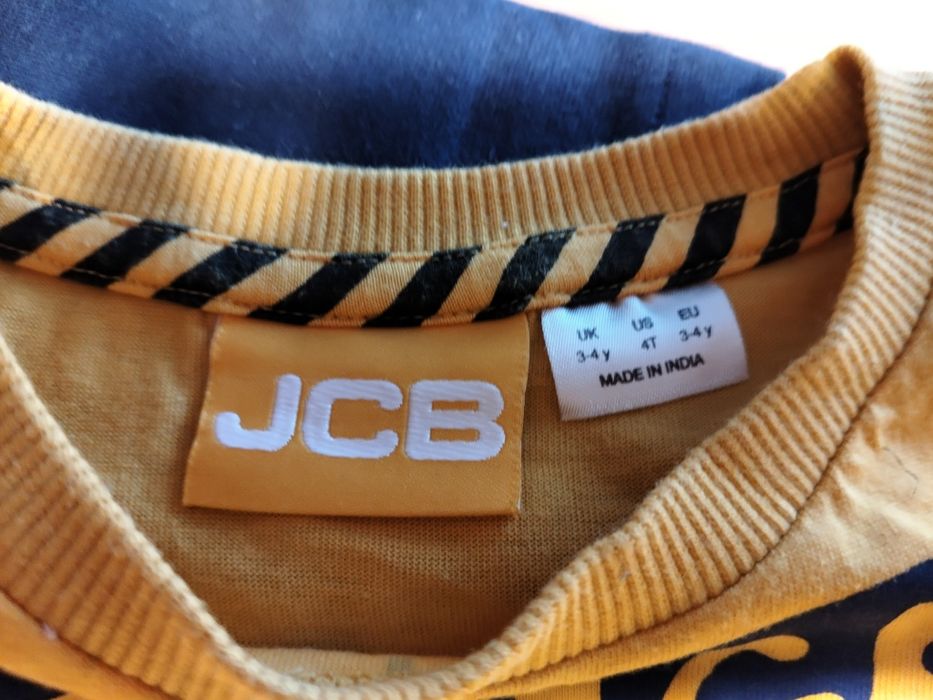 JCB
UK US EU
3-4 y 4T 3-4 y
MADE IN INDIA